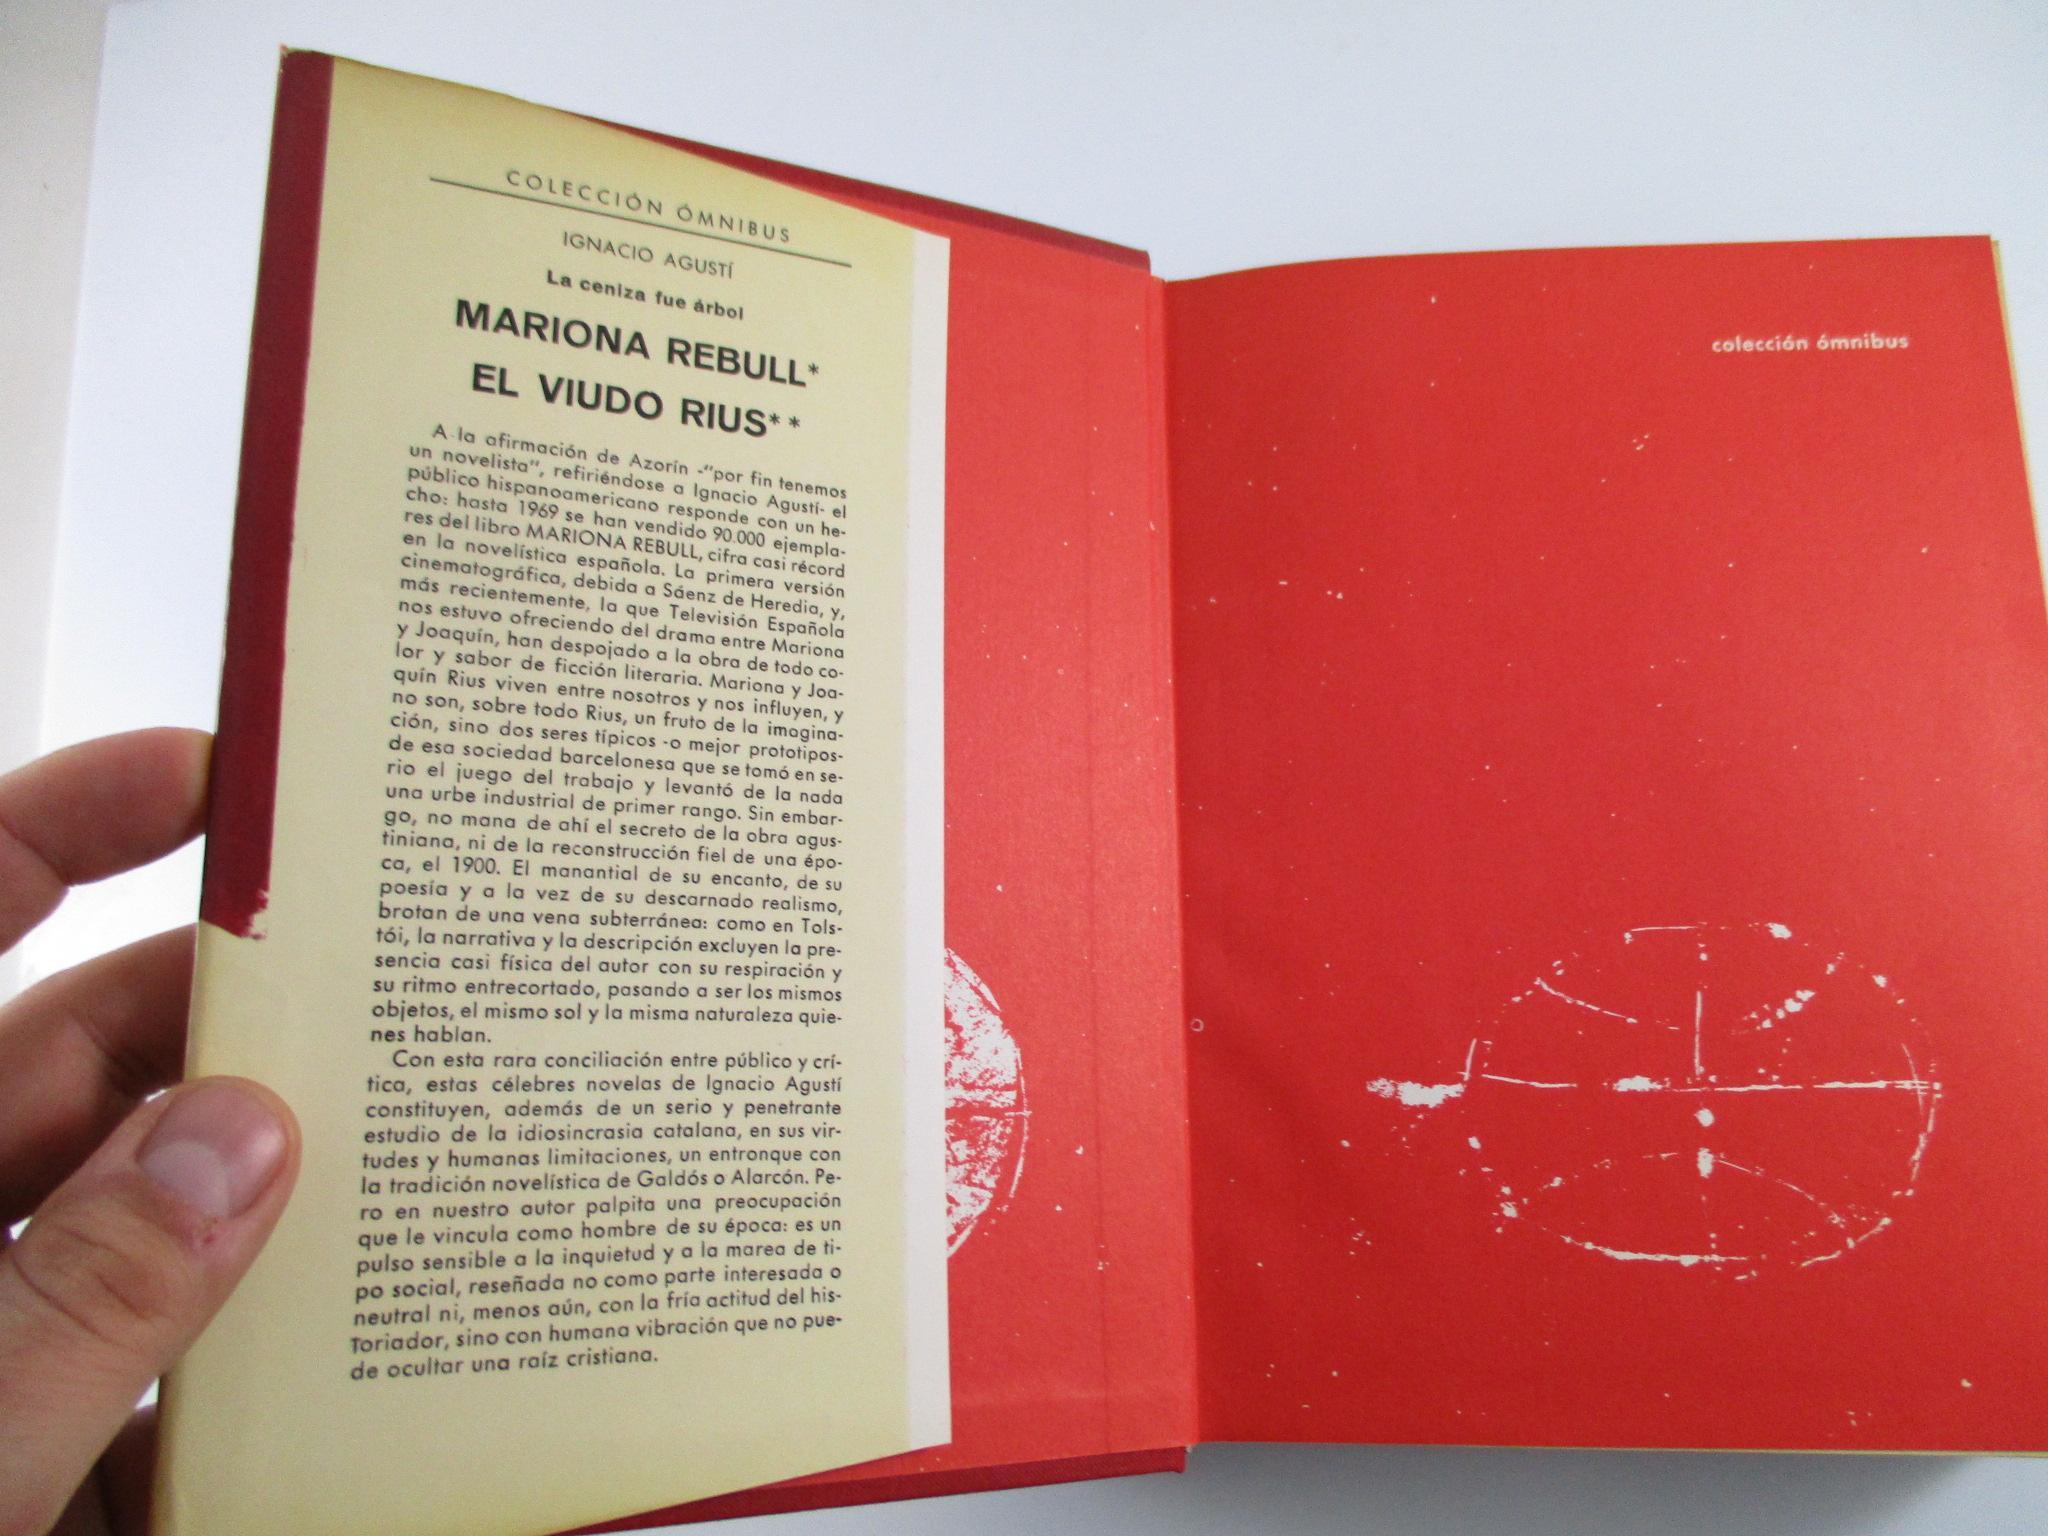 COLECCIÓN ÓMNIBUS
IGNACIO AGUSTÍ
La ceniza fue árbol
MARIONA REBULL*
EL VIUDO RIUS**
A la afirmación de Azorín -"por fin tenemos
un novelista", refiriéndose a Ignacio Agustí- el
público hispanoamericano responde con un he-
cho: hasta 1969 se han vendido 90.000 ejempla-
res del libro MARIONA REBULL, cifra casi récord
en la novelística española. La primera versión
cinematográfica, debida a Sáenz de Heredia, y,
más recientemente, la que Televisión Española
nos estuvo ofreciendo del drama entre Mariona
y Joaquín, han despojado a la obra de todo co-
lor y sabor de ficción literaria. Mariona y Joa-
quín Rius viven entre nosotros y nos influyen, y
no son, sobre todo Rius, un fruto de la imagina-
ción, sino dos seres típicos -o mejor prototipos-
de esa sociedad barcelonesa que se tomó en se-
rio el juego del trabajo y levantó de la nada
una urbe industrial de primer rango. Sin embar-
go, no mana de ahí el secreto de la obra agus-
tiniana, ni de la reconstrucción fiel de una épo-
ca, el 1900. El manantial de su encanto, de su
poesía y a la vez de su descarnado realismo,
brotan de una vena subterránea: como en Tols-
tói, la narrativa y la descripción excluyen la pre-
sencia casi física del autor con su respiración y
su ritmo entrecortado, pasando a ser los mismos
objetos, el mismo sol y la misma naturaleza quie-
nes hablan.
Con esta rara conciliación entre público y crí-
tica, estas célebres novelas de Ignacio Agustí
constituyen, además de un serio y penetrante
estudio de la idiosincrasia catalana, en sus vir-
tudes y humanas limitaciones, un entronque con
la tradición novelística de Galdós o Alarcón. Pe-
ro en nuestro autor palpita una preocupación
que le vincula como hombre de su época: es un
pulso sensible a la inquietud y a la marea de ti-
po social, reseñada no como parte interesada o
neutral ni, menos aún, con la fría actitud del his-
Toriador, sino con humana vibración que no pue-
de ocultar una raíz cristiana.
colección ómnibus